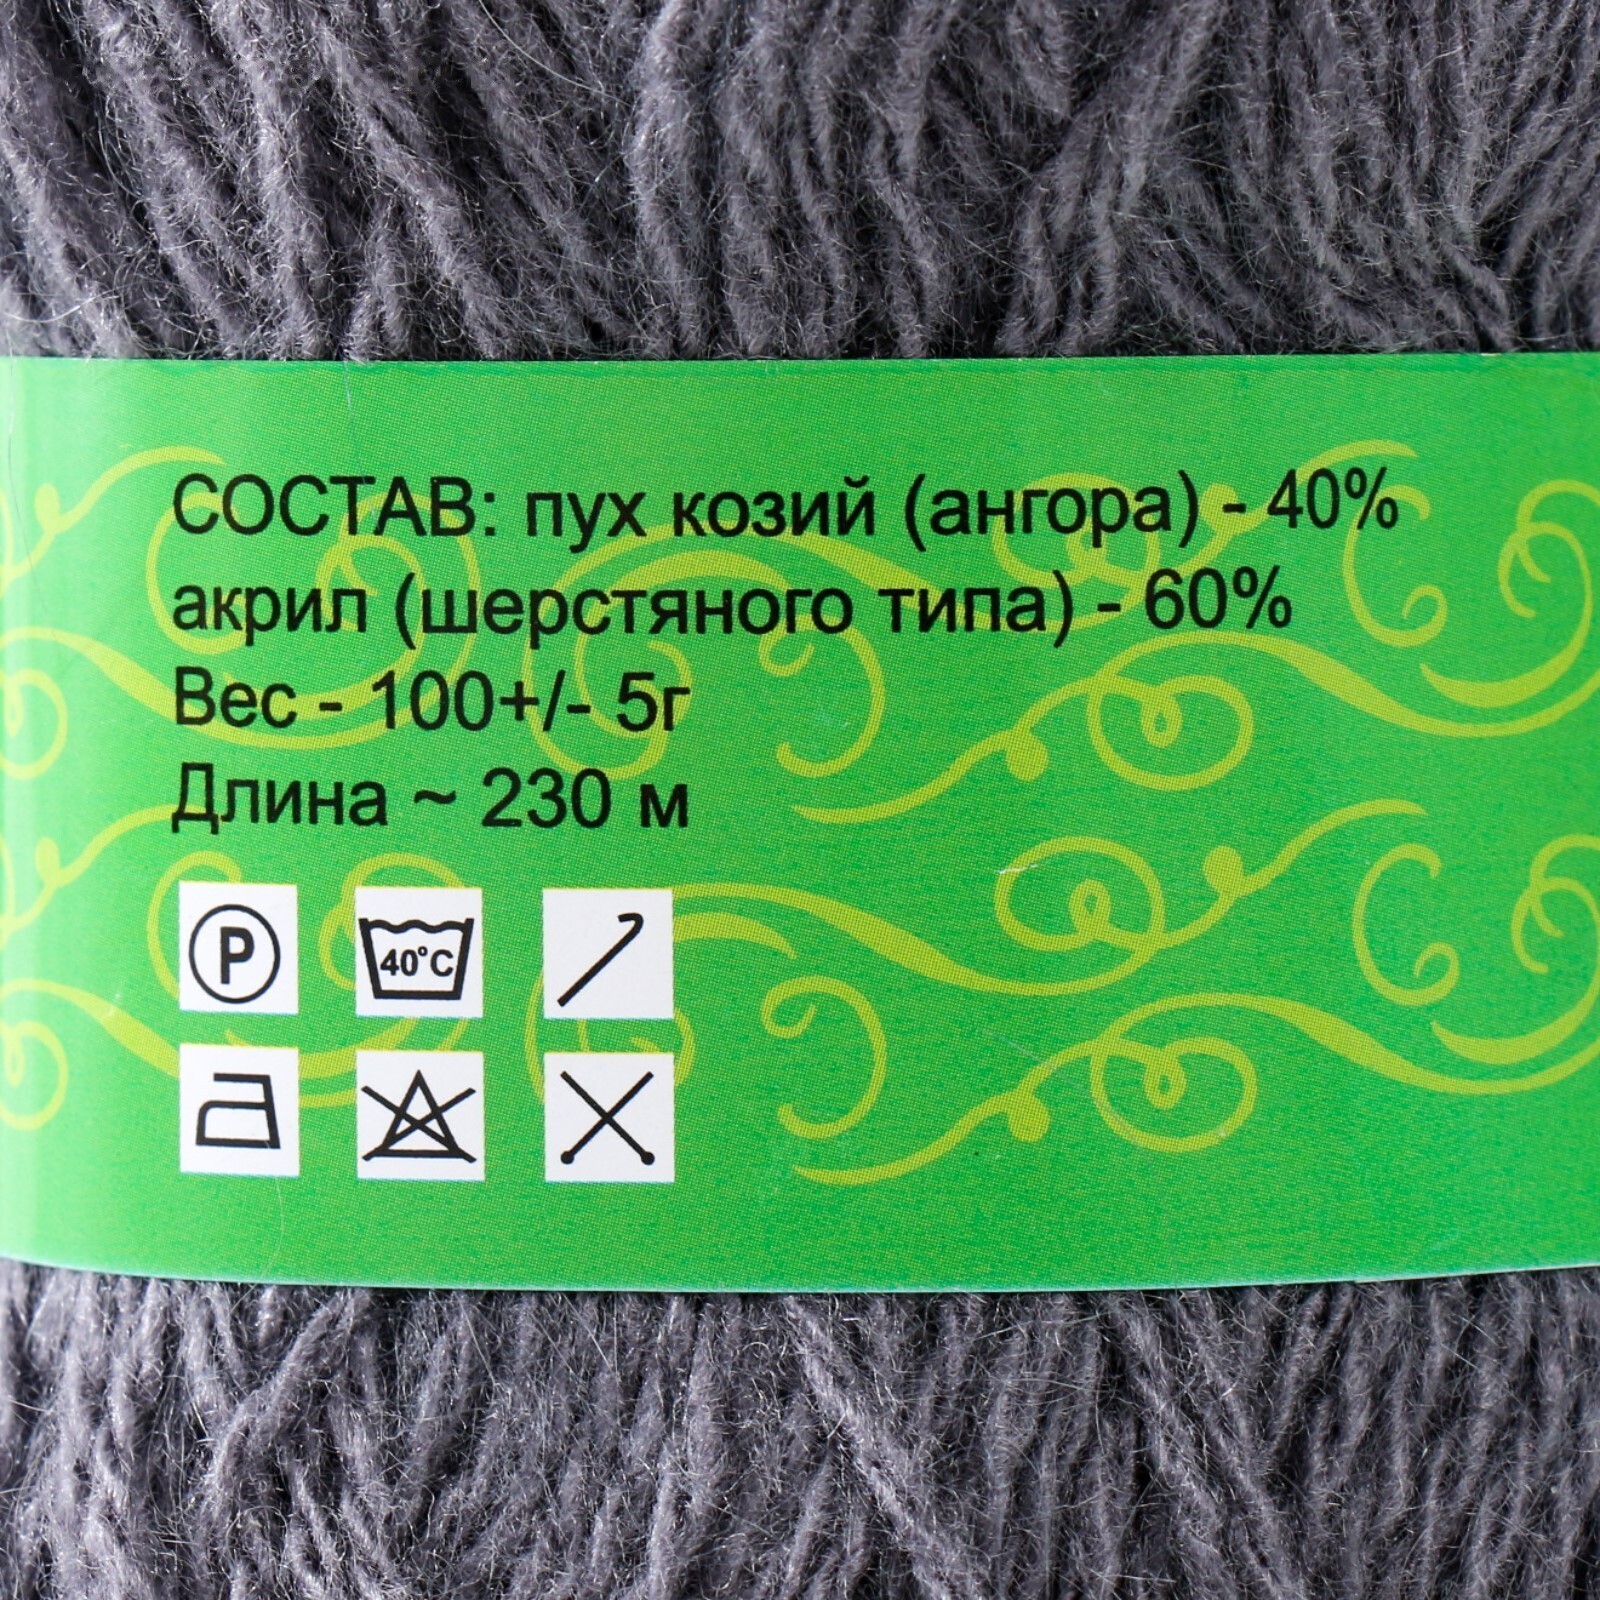 СОСТАВ: пух козий (ангора) - 40%
акрил (шерстяного типа) - 60%
Вес - 100+/- 5г
Длина ~ 230 м
P
40°C